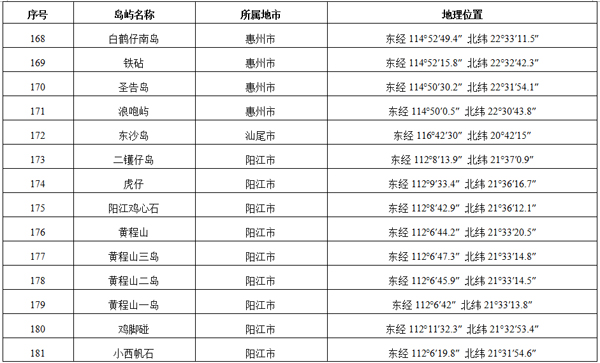 序号 岛屿名称 所属地市 地理位置
168 白鹤仔南岛 惠州市 东经 114°52′49.4″ 北纬 22°33′11.5″
169 铁砧 惠州市 东经 114°52′15.8″ 北纬 22°32′42.3″
170 圣告岛 惠州市 东经 114°50′30.2″ 北纬 22°31′54.1″
171 浪咆屿 惠州市 东经 114°50′0.5″ 北纬 22°30′43.8″
172 东沙岛 汕尾市 东经 116°42′30″ 北纬 20°42′15″
173 二镬仔岛 阳江市 东经 112°8′13.9″ 北纬 21°37′0.9″
174 虎仔 阳江市 东经 112°9′33.4″ 北纬 21°36′16.7″
175 阳江鸡心石 阳江市 东经 112°8′42.9″ 北纬 21°36′12.1″
176 黄程山 阳江市 东经 112°6′44.2″ 北纬 21°33′20.5″
177 黄程山三岛 阳江市 东经 112°6′47.3″ 北纬 21°33′14.8″
178 黄程山二岛 阳江市 东经 112°6′45.9″ 北纬 21°33′14.5″
179 黄程山一岛 阳江市 东经 112°6′42″ 北纬 21°33′13.8″
180 鸡脚碰 阳江市 东经 112°11′32.3″ 北纬 21°32′53.4″
181 小西帆石 阳江市 东经 112°6′19.8″ 北纬 21°31′54.6″